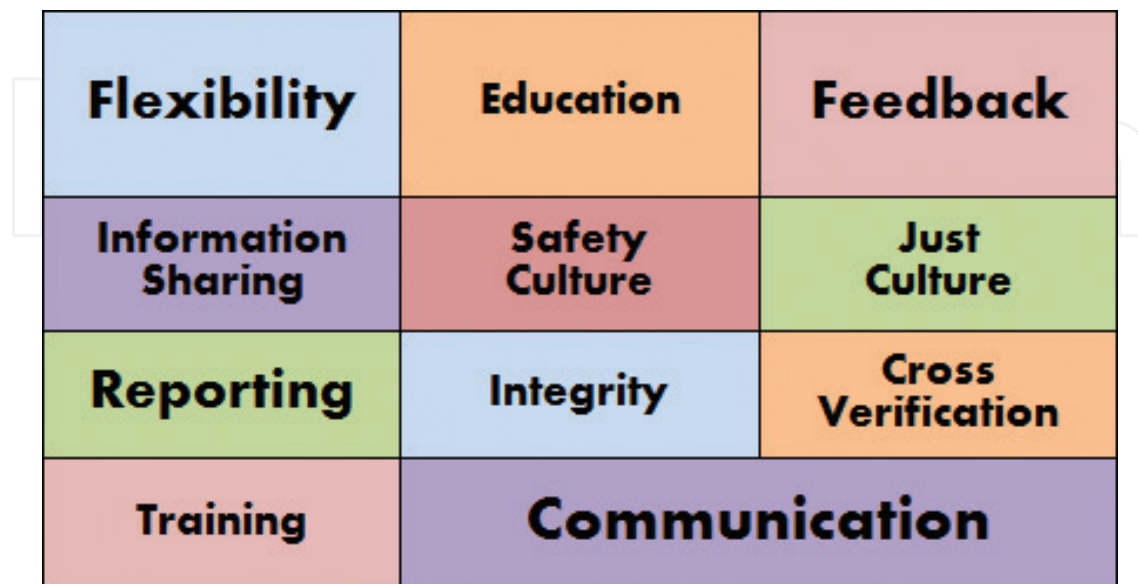 Flexibility
Education
Feedback
Information
Sharing
Safety
Culture
Just
Culture
Reporting
Integrity
Cross
Verification
Training
Communication